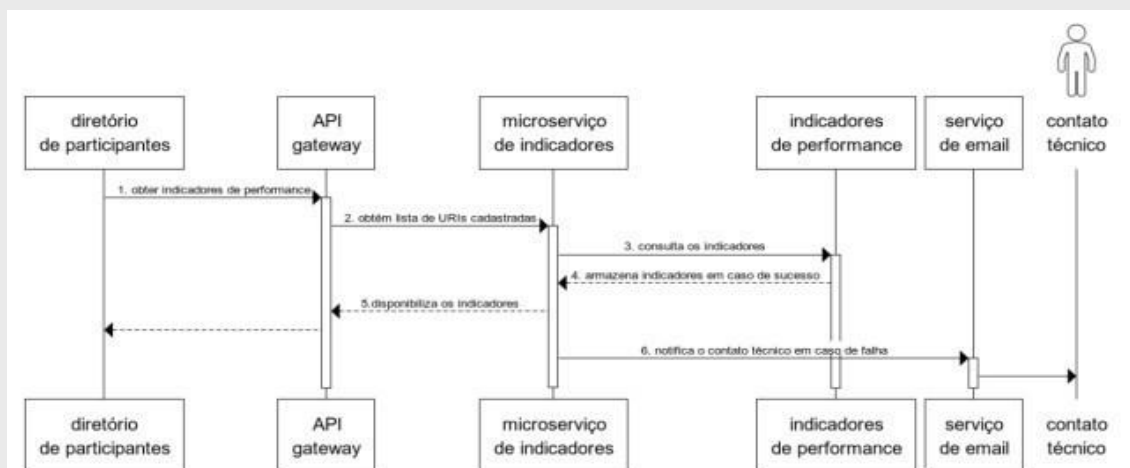 diretório
de participantes
API
gateway
microserviço
de indicadores
indicadores
de performance
serviço
de email
contato
técnico
1. obter indicadores de performance
2. obtém lista de URIs cadastradas
3. consulta os indicadores
4. armazena indicadores em caso de sucesso
5.disponibiliza os indicadores
6. notifica o contato técnico em caso de falha
diretório
de participantes
API
gateway
microserviço
de indicadores
indicadores
de performance
serviço
de email
contato
técnico